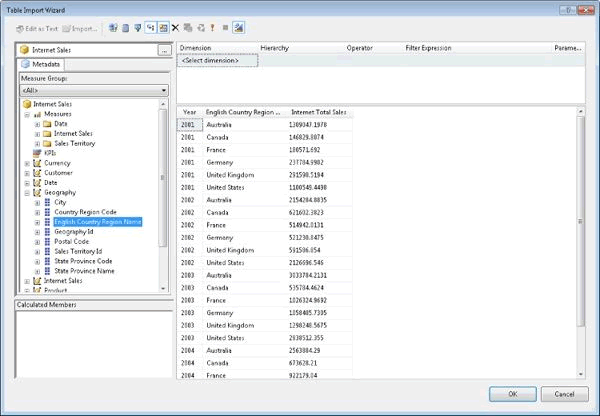 Table Import Wizard
Edit as Text Import...
Internet Sales ...
Metadata
Measure Group:
<All>
Internet Sales
Measures
Data
Internet Sales
Sales Territory
KPIs
Currency
Customer
Date
Geography
City
Country Region Code
English Country Region Name
Geography Id
Postal Code
Sales Territory Id
State Province Code
State Province Name
Internet Sales
Product
Calculated Members
Dimension Hierarchy Operator Filter Expression Parame...
<Select dimension>
Year English Country Region ... Internet Total Sales
2001 Australia 1309047.1978
2001 Canada 146829.8074
2001 France 180571.692
2001 Germany 237784.9902
2001 United Kingdom 291590.5194
2001 United States 1100549.4498
2002 Australia 2154284.8835
2002 Canada 621602.3823
2002 France 514942.0131
2002 Germany 521230.8475
2002 United Kingdom 591586.854
2002 United States 2126696.546
2003 Australia 3033784.2131
2003 Canada 535784.4624
2003 France 1026324.9692
2003 Germany 1058405.7305
2003 United Kingdom 1298248.5675
2003 United States 2838512.355
2004 Australia 2563884.29
2004 Canada 673628.21
2004 France 922179.04
OK Cancel